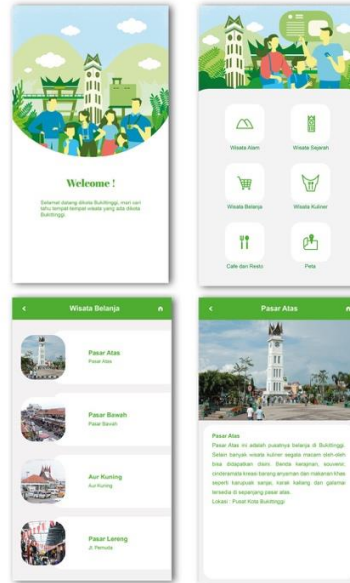 Welcome !
Selamat datang dikota Bukittinggi, mari cari
tahu tempat-tempat wisata yang ada dikota
Bukittinggi.
Wisata Alam
Wisata Sejarah
Wisata Belanja
Wisata Kuliner
Cafe dan Resto
Peta
Wisata Belanja
Pasar Atas
Pasar Atas
Pasar Bawah
Pasar Bawah
Aur Kuning
Aur Kuning
Pasar Lereng
Jl Pemuda
Pasar Atas
Pasar Atas
Pasar Atas ini adalah pusatnya belanja di Bukittinggi.
Selain banyak wisata kuliner segala macam oleh-oleh
bisa didapatkan disini. Benda kerajinan, souvenir,
cinderamata kreasi barang anyaman dan makanan khas
seperti karupuak sanjai, karak kaliang dan galamai
tersedia di sepanjang pasar atas.
Lokasi : Pusat Kota Bukittinggi